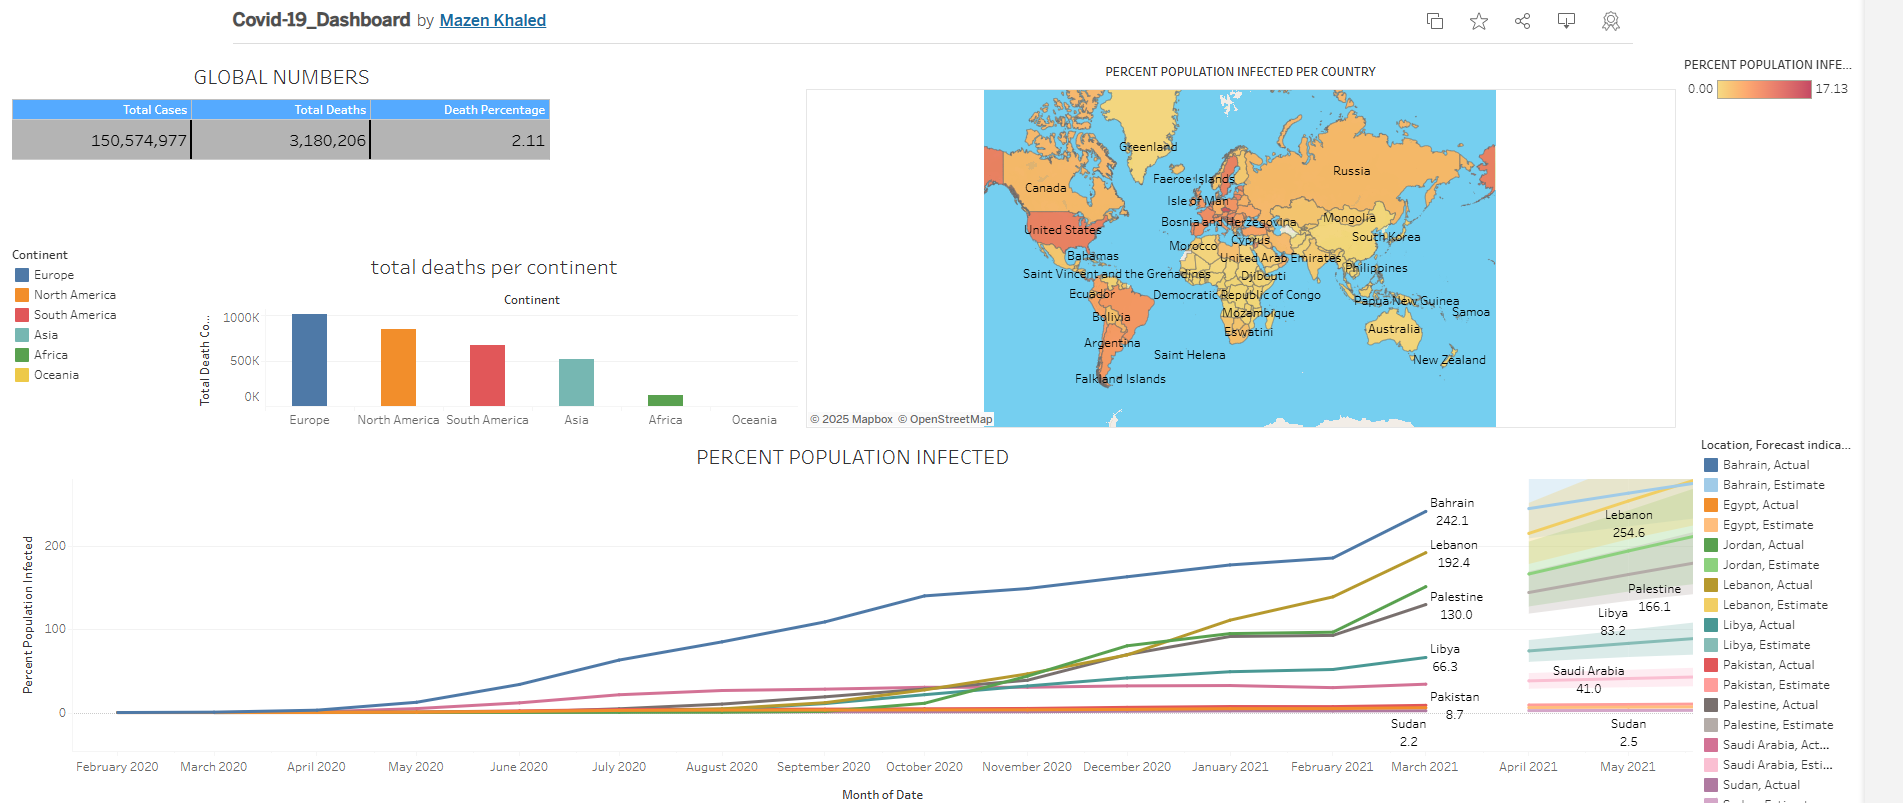 Covid-19_Dashboard by Mazen Khaled
GLOBAL NUMBERS
Total Cases Total Deaths Death Percentage
150,574,977 3,180,206 2.11
PERCENT POPULATION INFECTED PER COUNTRY
Greenland
Faeroe Islands
Russia
Canada
Isle of Man
Bosnia and Herzegovina
Mongolia
United States
South Korea
Morocco
Cyprus
Bahamas
United Arab Emirates
Philippines
Saint Vincent and the Grenadines
Djibouti
Ecuador
Democratic Republic of Congo
Papua New Guinea
Bolivia
Mozambique
Samoa
Eswatini
Australia
Argentina
Saint Helena
New Zealand
Falkland Islands
© 2025 Mapbox © OpenStreetMap
PERCENT POPULATION INFE...
0.00 17.13
Continent
Europe
North America
South America
Asia
Africa
Oceania
total deaths per continent
Continent
Total Death Co...
1000K
500K
0K
Europe North America South America Asia Africa Oceania
PERCENT POPULATION INFECTED
Percent Population Infected
200
100
0
Bahrain
242.1
Lebanon
192.4
Palestine
130.0
Libya
66.3
Pakistan
8.7
Sudan
2.2
Lebanon
254.6
Palestine
166.1
Libya
83.2
Saudi Arabia
41.0
Sudan
2.5
February 2020 March 2020 April 2020 May 2020 June 2020 July 2020 August 2020 September 2020 October 2020 November 2020 December 2020 January 2021 February 2021 March 2021 April 2021 May 2021
Month of Date
Location, Forecast indica...
Bahrain, Actual
Bahrain, Estimate
Egypt, Actual
Egypt, Estimate
Jordan, Actual
Jordan, Estimate
Lebanon, Actual
Lebanon, Estimate
Libya, Actual
Libya, Estimate
Pakistan, Actual
Pakistan, Estimate
Palestine, Actual
Palestine, Estimate
Saudi Arabia, Act...
Saudi Arabia, Esti...
Sudan, Actual